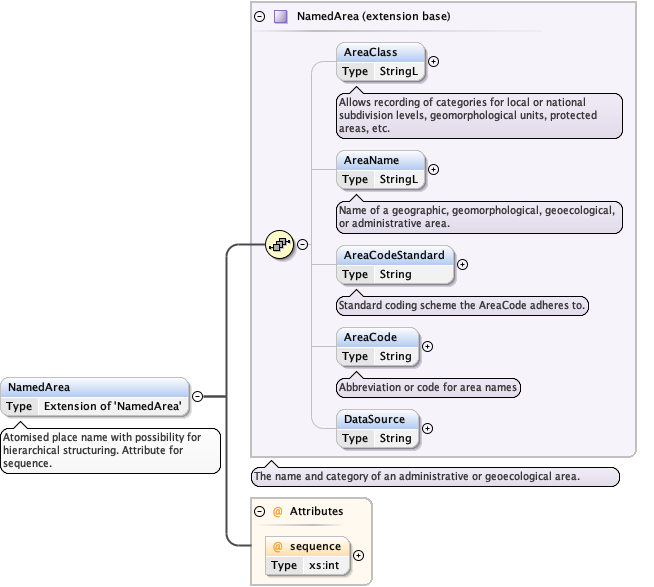 NamedArea (extension base)
AreaClass
Type StringL
Allows recording of categories for local or national
subdivision levels, geomorphological units, protected
areas, etc.
AreaName
Type StringL
Name of a geographic, geomorphological, geoecological,
or administrative area.
AreaCodeStandard
Type String
Standard coding scheme the AreaCode adheres to.
AreaCode
Type String
Abbreviation or code for area names
DataSource
Type String
NamedArea
Type Extension of 'NamedArea'
Atomised place name with possibility for
hierarchical structuring. Attribute for
sequence.
The name and category of an administrative or geoecological area.
@ Attributes
@ sequence
Type xs:int